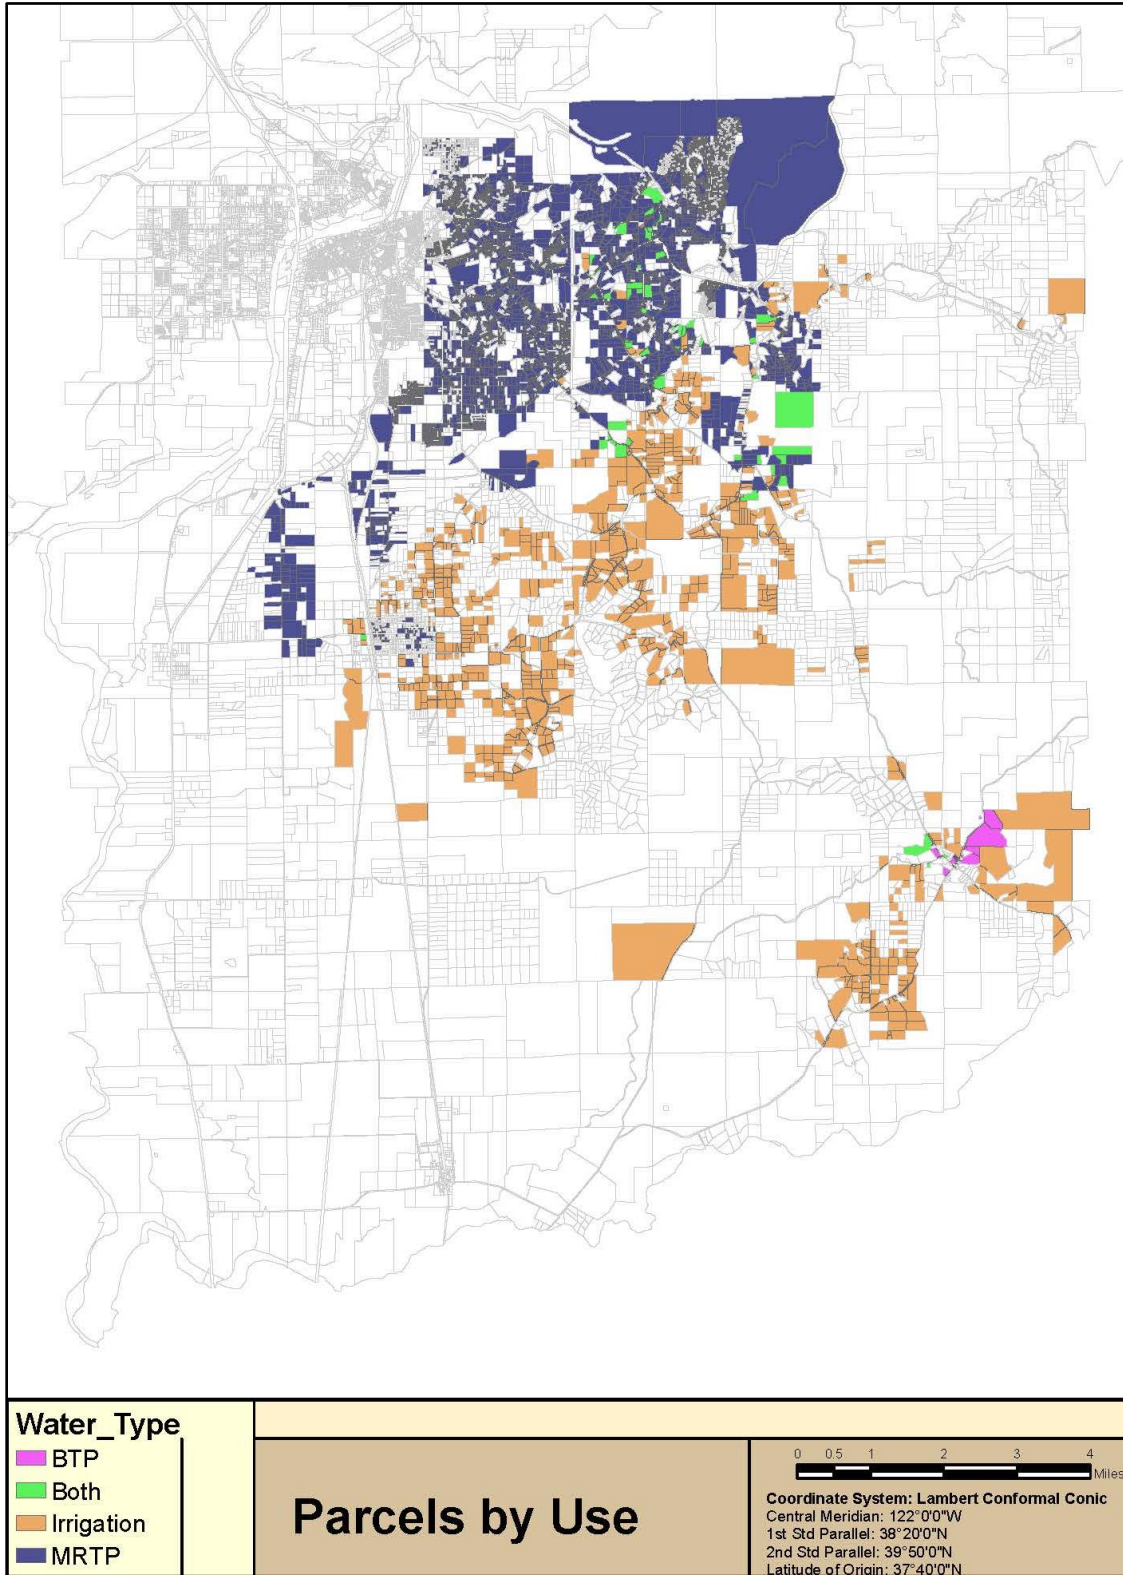 Water_Type
BTP
Both
Irrigation
MRTP
Parcels by Use
0 0.5 1 2 3 4
Miles
Coordinate System: Lambert Conformal Conic
Central Meridian: 122°0'0"W
1st Std Parallel: 38°20'0"N
2nd Std Parallel: 39°50'0"N
Latitude of Origin: 37°40'0"N